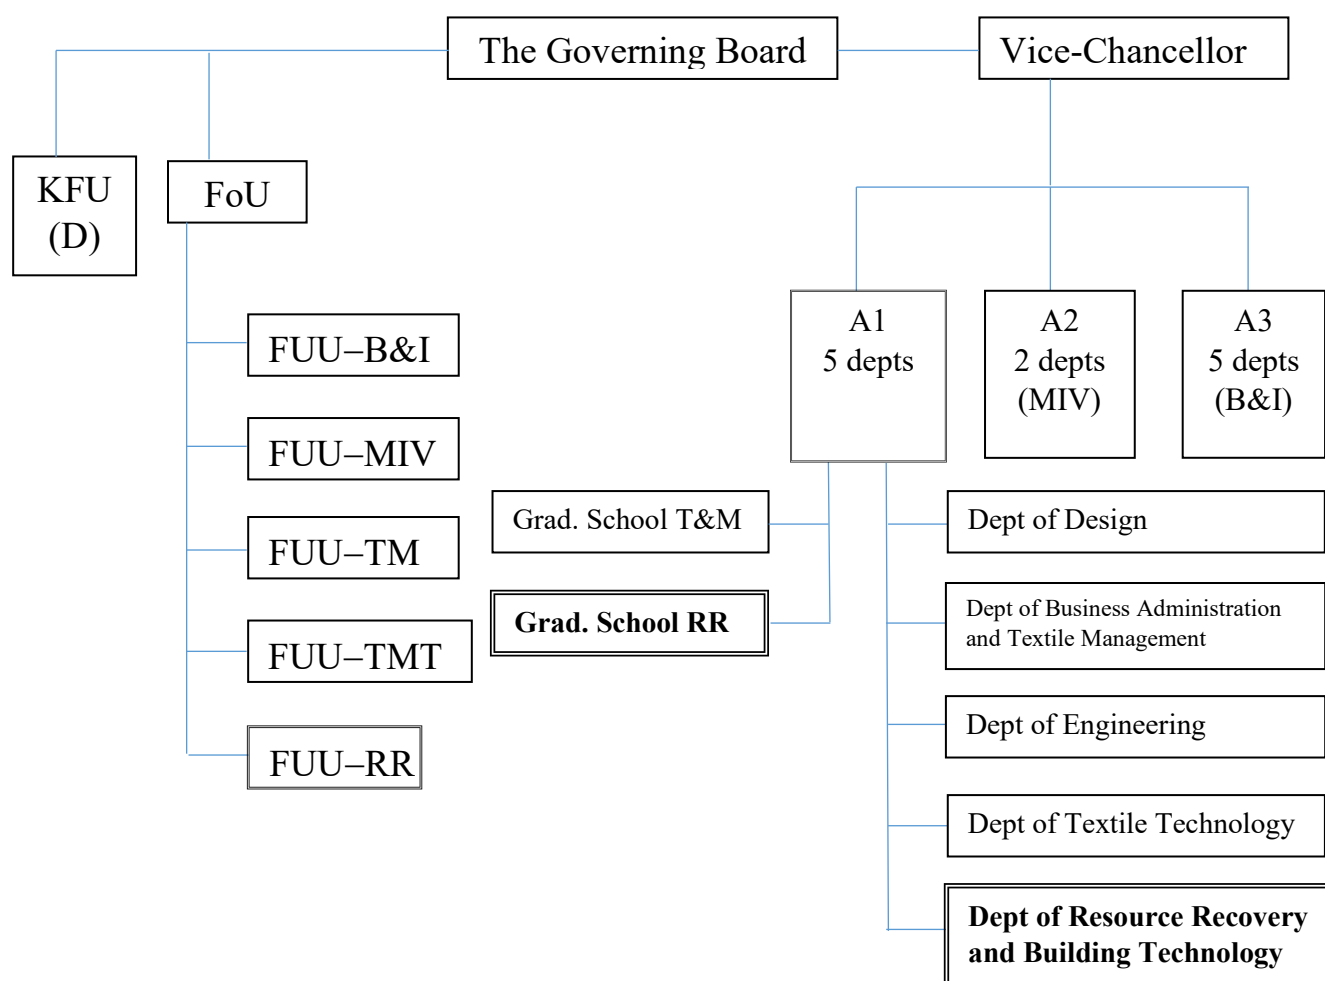 The Governing Board
Vice-Chancellor
KFU
(D)
FoU
FUU–B&I
FUU–MIV
FUU–TM
FUU–TMT
FUU–RR
A1
5 depts
A2
2 depts
(MIV)
A3
5 depts
(B&I)
Grad. School T&M
Grad. School RR
Dept of Design
Dept of Business Administration
and Textile Management
Dept of Engineering
Dept of Textile Technology
Dept of Resource Recovery
and Building Technology